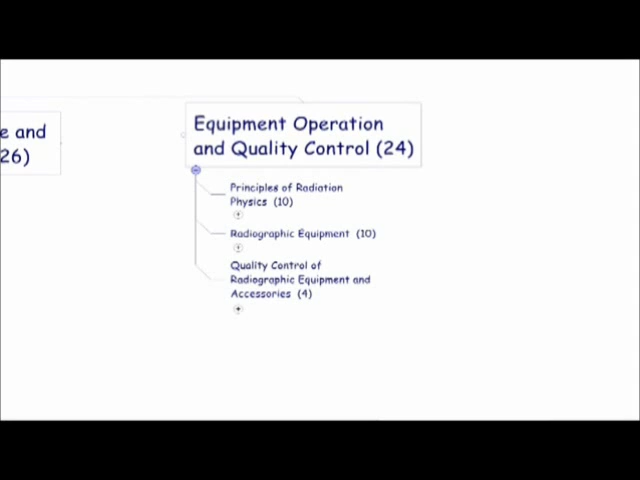 e and
26)
Equipment Operation
and Quality Control (24)
Principles of Radiation
Physics (10)
Radiographic Equipment (10)
Quality Control of
Radiographic Equipment and
Accessories (4)